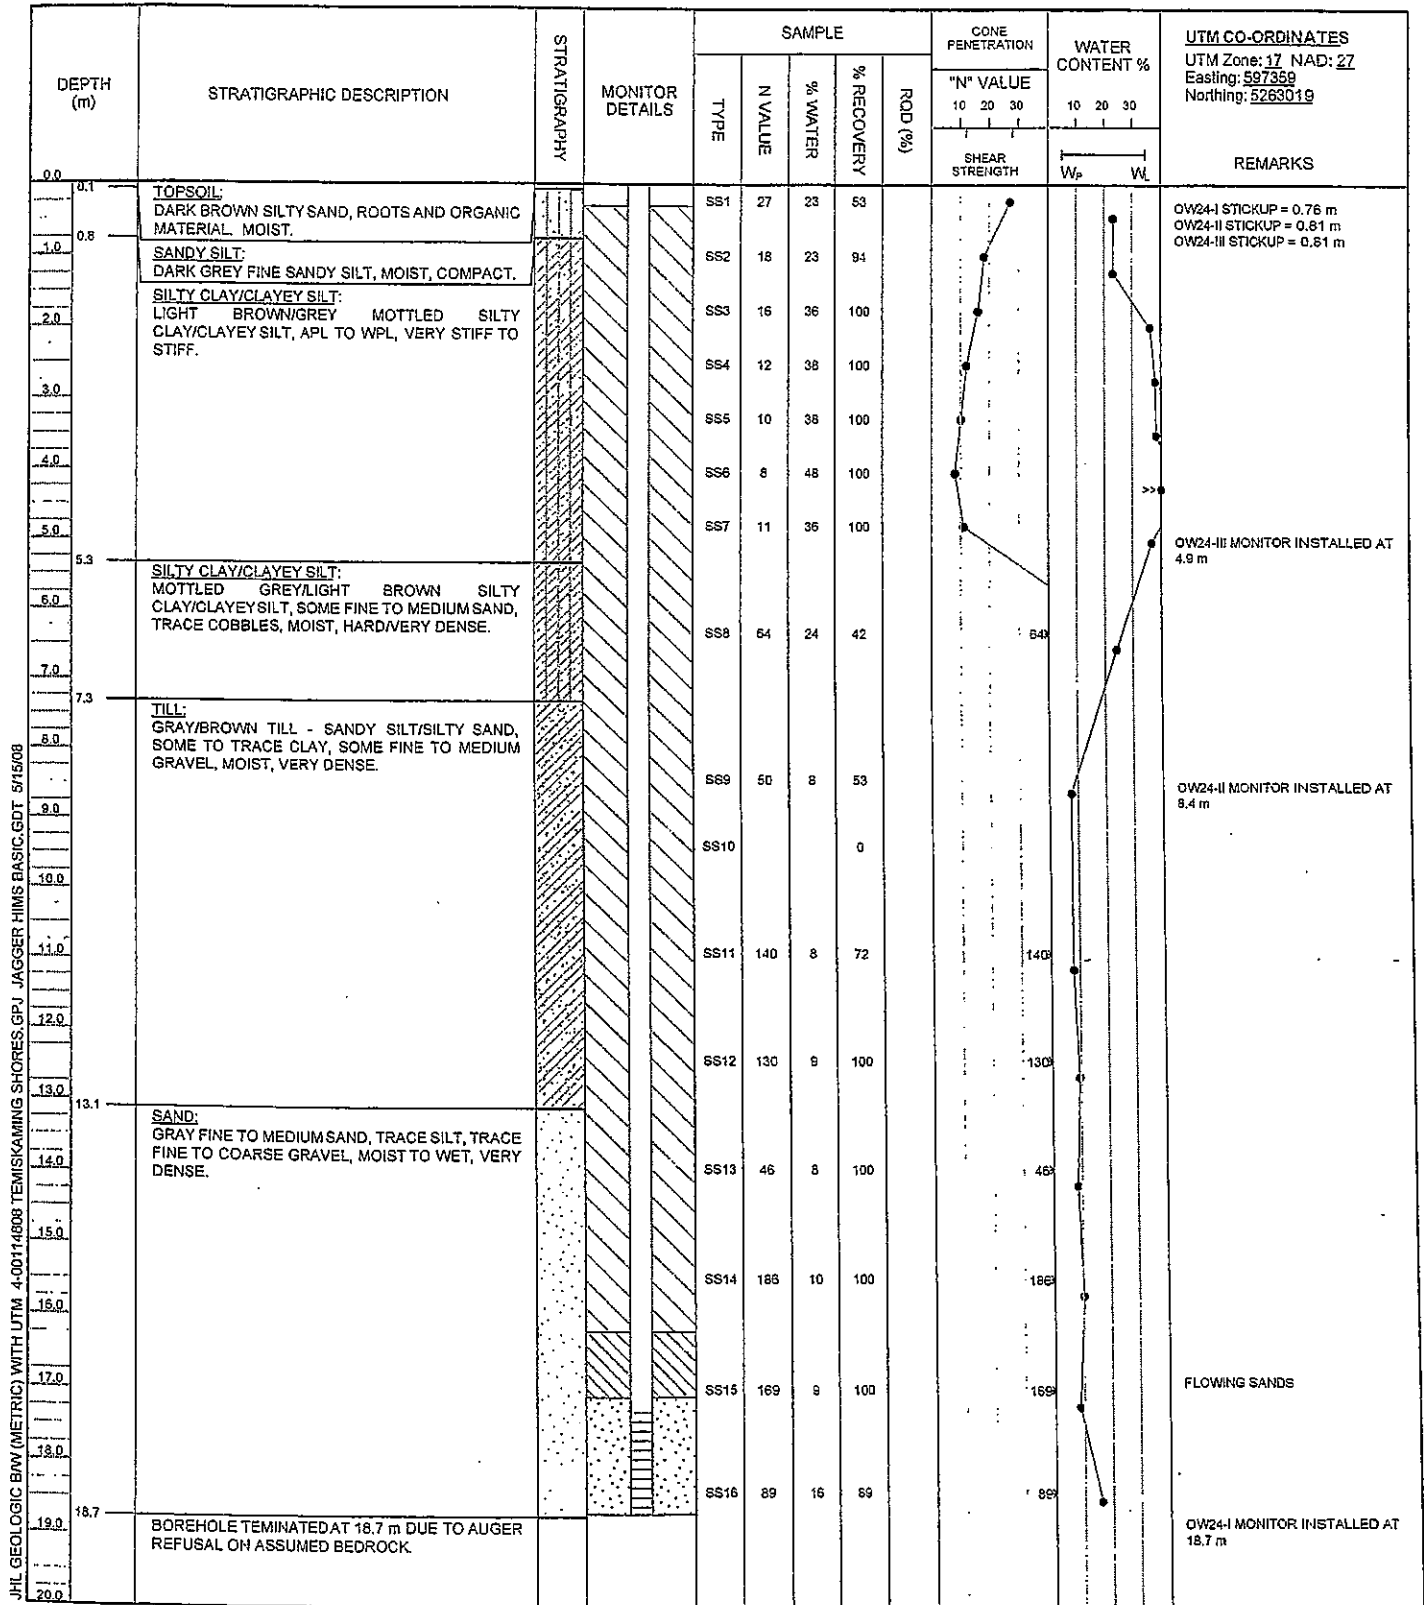 DEPTH
(m)
STRATIGRAPHIC DESCRIPTION
STRATIGRAPHY
MONITOR
DETAILS
SAMPLE
TYPE
N VALUE
% WATER
% RECOVERY
RQD (%)
CONE
PENETRATION
"N" VALUE
10 20 30
SHEAR
STRENGTH
WATER
CONTENT %
10 20 30
WP WL
UTM CO-ORDINATES
UTM Zone: 17 NAD: 27
Easting: 597359
Northing: 5263019
REMARKS
0.0
0.1
TOPSOIL:
DARK BROWN SILTY SAND, ROOTS AND ORGANIC
MATERIAL. MOIST.
SS1 27 23 53
OW24-I STICKUP = 0.76 m
OW24-II STICKUP = 0.81 m
OW24-III STICKUP = 0.81 m
0.8
1.0
SANDY SILT:
DARK GREY FINE SANDY SILT, MOIST, COMPACT.
SS2 18 23 94
SILTY CLAY/CLAYEY SILT:
LIGHT BROWN/GREY MOTTLED SILTY
CLAY/CLAYEY SILT, APL TO WPL, VERY STIFF TO
STIFF.
SS3 16 36 100
2.0
SS4 12 38 100
3.0
SS5 10 38 100
4.0
SS6 8 48 100
>>
SS7 11 36 100
5.0
OW24-III MONITOR INSTALLED AT
4.9 m
5.3
SILTY CLAY/CLAYEY SILT:
MOTTLED GREY/LIGHT BROWN SILTY
CLAY/CLAYEY SILT, SOME FINE TO MEDIUM SAND,
TRACE COBBLES, MOIST, HARD/VERY DENSE.
6.0
SS8 64 24 42
64
7.0
7.3
TILL:
GRAY/BROWN TILL - SANDY SILT/SILTY SAND,
SOME TO TRACE CLAY, SOME FINE TO MEDIUM
GRAVEL, MOIST, VERY DENSE.
8.0
SS9 50 8 53
OW24-II MONITOR INSTALLED AT
8.4 m
9.0
SS10 0
10.0
11.0
SS11 140 8 72
140
12.0
SS12 130 9 100
130
13.0
13.1
SAND:
GRAY FINE TO MEDIUM SAND, TRACE SILT, TRACE
FINE TO COARSE GRAVEL, MOIST TO WET, VERY
DENSE.
14.0
SS13 46 8 100
46
15.0
SS14 186 10 100
186
16.0
17.0
SS15 169 9 100
169
FLOWING SANDS
18.0
SS16 89 16 89
89
18.7
19.0
BOREHOLE TEMINATED AT 18.7 m DUE TO AUGER
REFUSAL ON ASSUMED BEDROCK.
OW24-I MONITOR INSTALLED AT
18.7 m
20.0
JHL GEOLOGIC B/W (METRIC) WITH UTM 4-00114808 TEMISKAMING SHORES.GPJ JAGGER HIMS BASIC.GDT 5/15/08